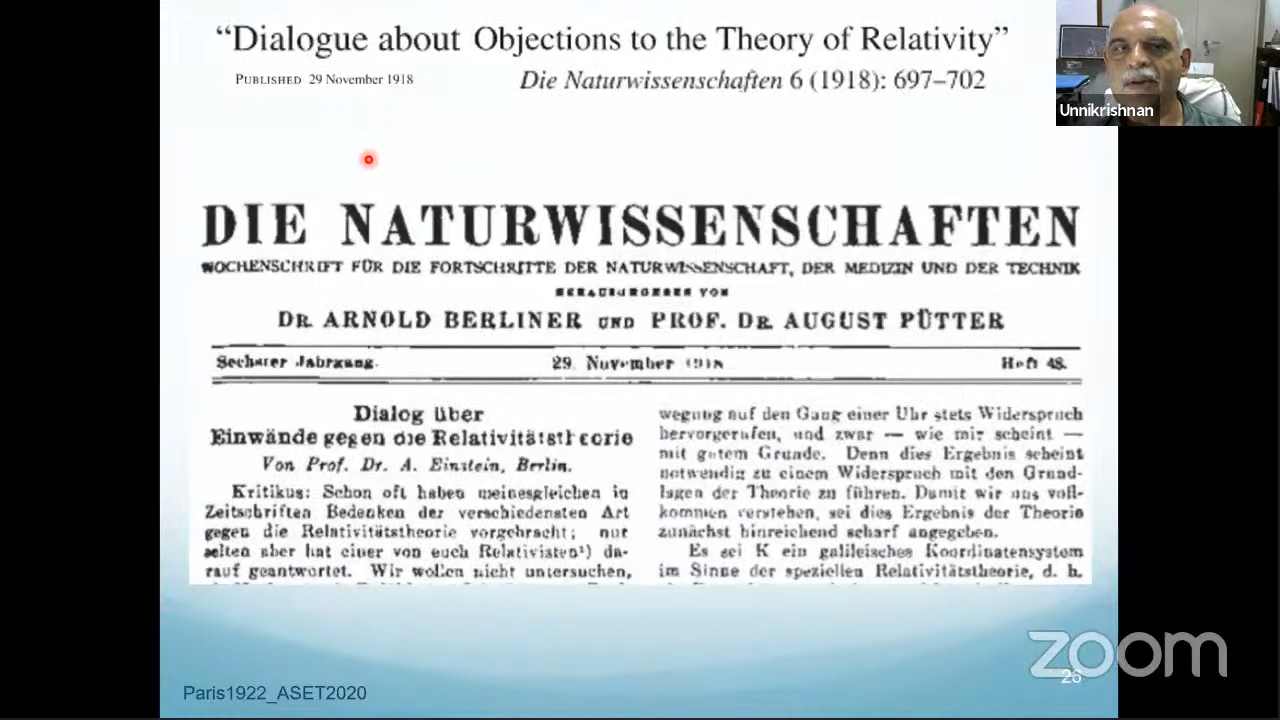 “Dialogue about Objections to the Theory of Relativity”
PUBLISHED 29 November 1918
Die Naturwissenschaften 6 (1918): 697–702
Unnikrishnan
DIE NATURWISSENSCHAFTEN
WOCHENSCHRIFT FÜR DIE FORTSCHRITTE DER NATURWISSENSCHAFT, DER MEDIZIN UND DER TECHNIK
HERAUSGEGEBEN VON
DR. ARNOLD BERLINER UND PROF. DR. AUGUST PÜTTER
Sechster Jahrgang. 29. November 1918 Heft 48.
Dialog über
Einwände gegen die Relativitätstheorie
Von Prof. Dr. A. Einstein, Berlin.
Kritikus: Schon oft haben meinesgleichen in
Zeitschriften Bedenken der verschiedensten Art
gegen die Relativitätstheorie vorgebracht; nur
selten aber hat einer von euch Relativisten¹) da-
rauf geantwortet. Wir wollen nicht untersuchen,
wegung auf den Gang einer Uhr stets Widerspruch
hervorgerufen, und zwar — wie mir scheint —
mit gutem Grunde. Denn dies Ergebnis scheint
notwendig zu einem Widerspruch mit den Grund-
lagen der Theorie zu führen. Damit wir uns voll-
kommen verstehen, sei dies Ergebnis der Theorie
zunächst hinreichend scharf angegeben.
Es sei K ein galileisches Koordinatensystem
im Sinne der speziellen Relativitätstheorie, d. h.
zoom
26
Paris1922_ASET2020